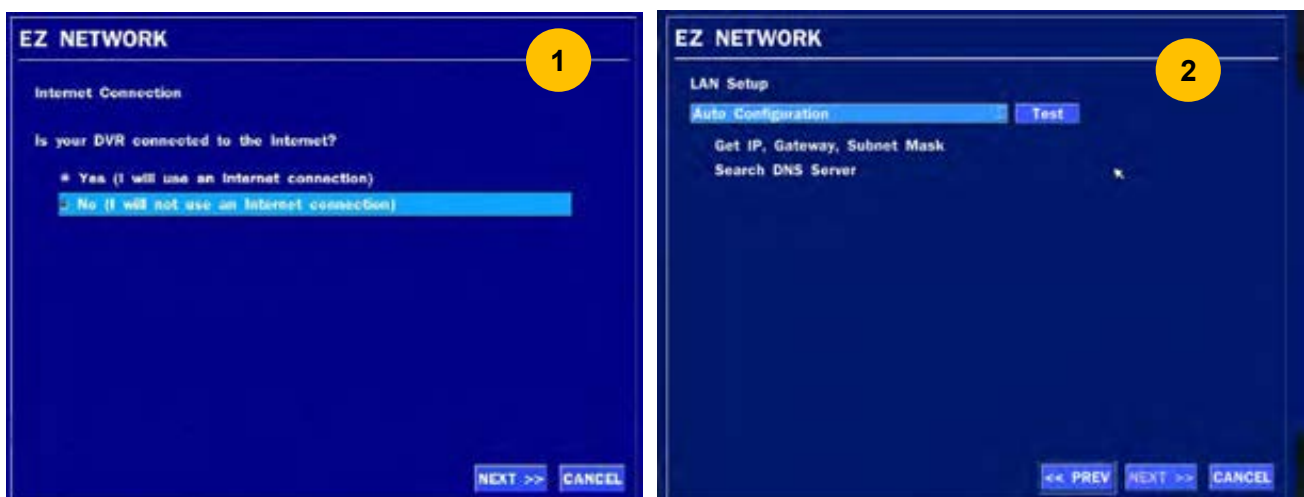 EZ NETWORK
1
Internet Connection
Is your DVR connected to the Internet?
Yes (I will use an Internet connection)
No (I will not use an Internet connection)
NEXT >> CANCEL
EZ NETWORK
2
LAN Setup
Auto Configuration Test
Get IP, Gateway, Subnet Mask
Search DNS Server
<< PREV NEXT >> CANCEL